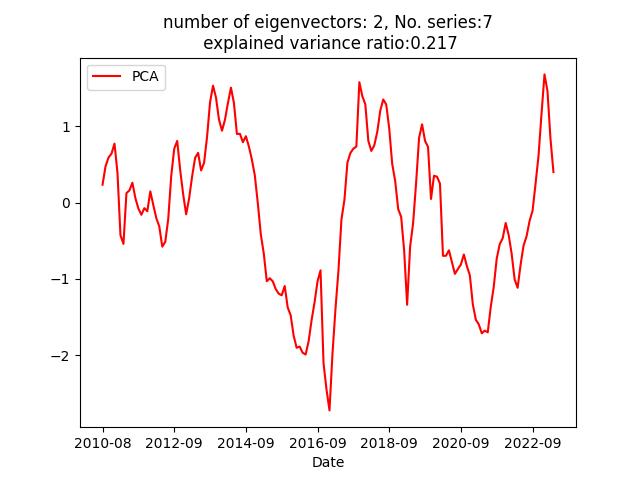 number of eigenvectors: 2, No. series:7
explained variance ratio:0.217
PCA
1
0
−1
−2
2010-08 2012-09 2014-09 2016-09 2018-09 2020-09 2022-09
Date